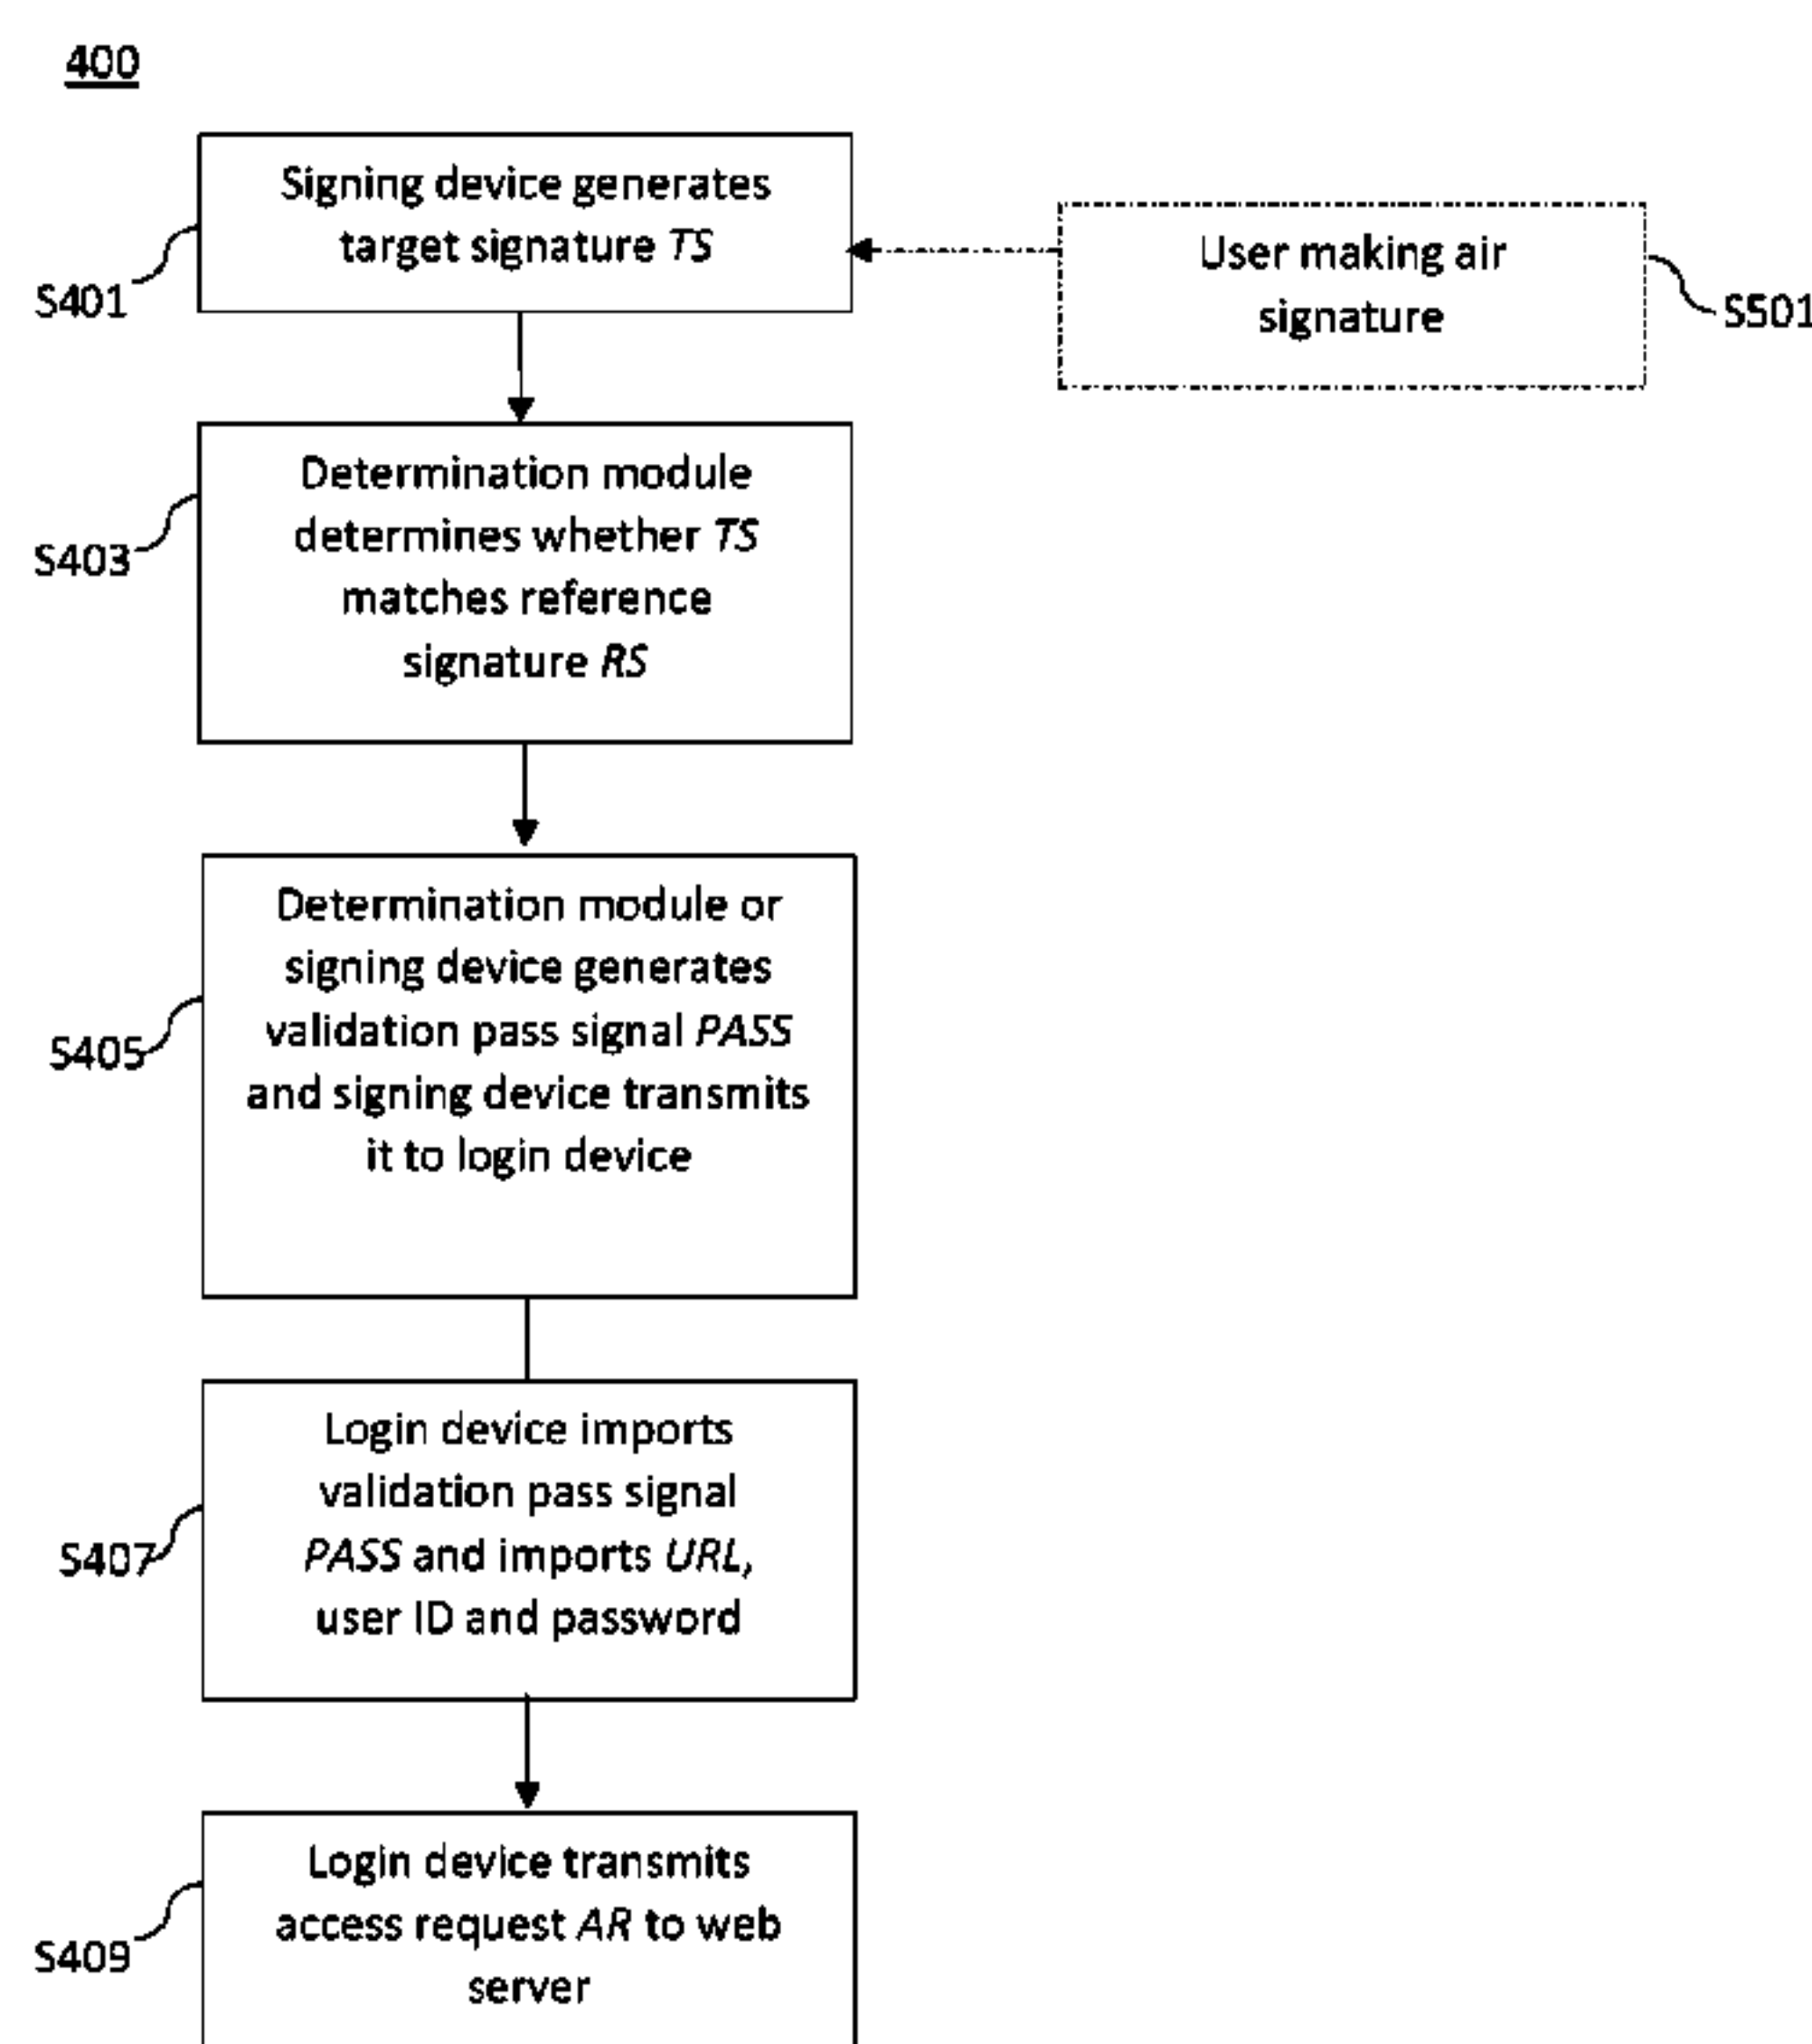 400
Signing device generates
target signature TS
S401
User making air
signature
S501
Determination module
determines whether TS
matches reference
signature RS
S403
Determination module or
signing device generates
validation pass signal PASS
and signing device transmits
it to login device
S405
Login device imports
validation pass signal
PASS and imports URL,
user ID and password
S407
Login device transmits
access request AR to web
server
S409